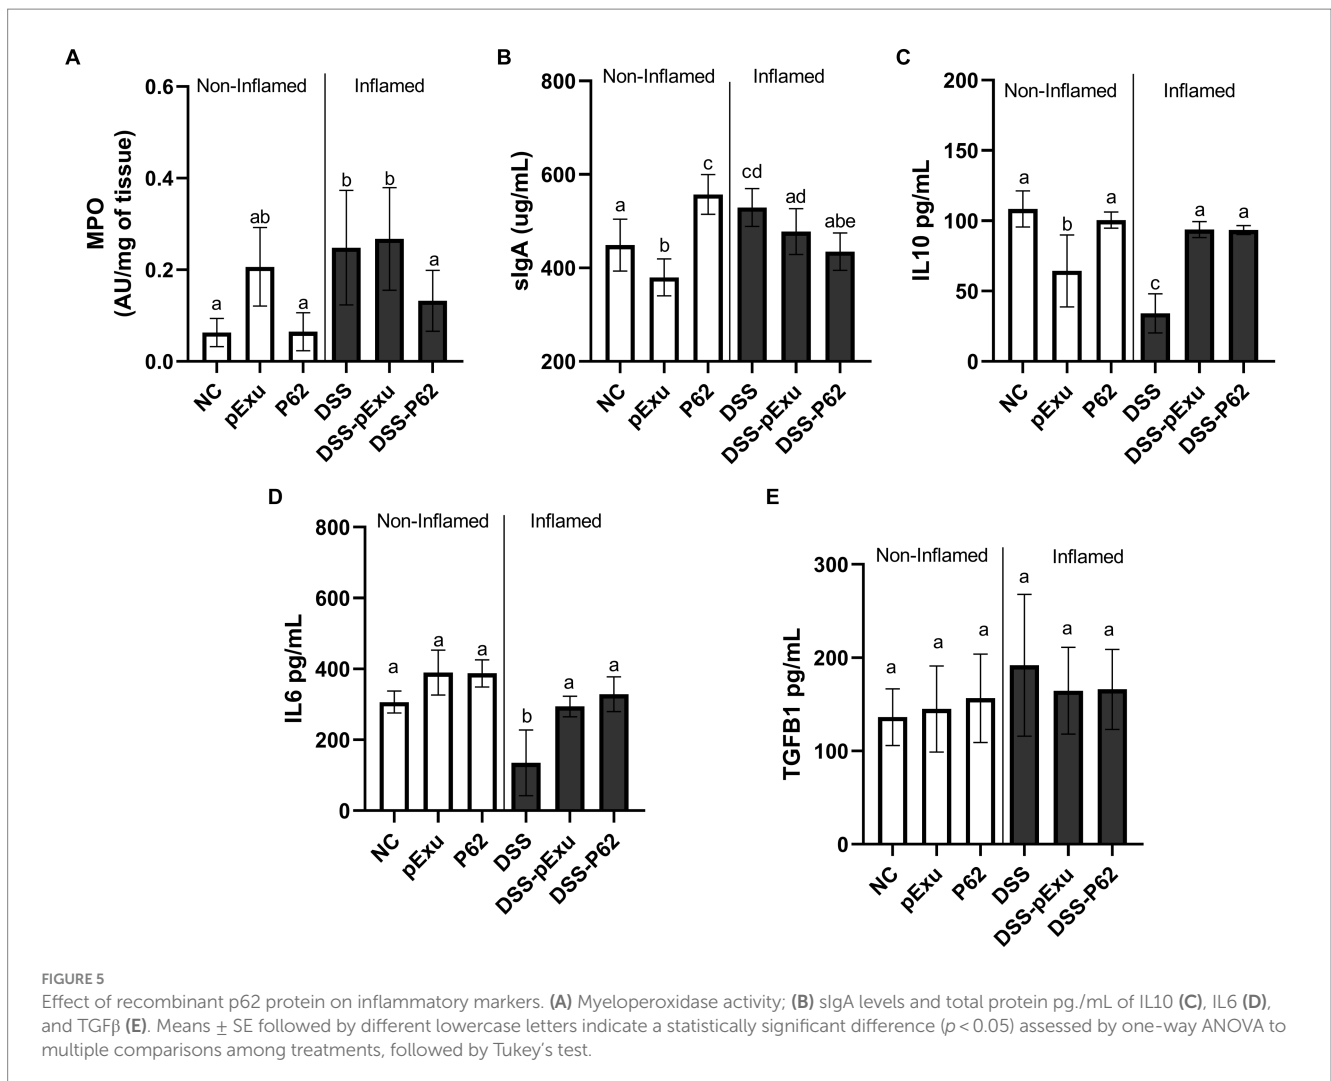 A
Non-Inflamed Inflamed
MPO
(AU/mg of tissue)
0.6
0.4
0.2
0.0
a
ab
a
b
b
a
NC
pExu
P62
DSS
DSS-pExu
DSS-P62
B
Non-Inflamed Inflamed
sIgA (ug/mL)
800
600
400
200
a
b
c
cd
ad
abe
NC
pExu
P62
DSS
DSS-pExu
DSS-P62
C
Non-Inflamed Inflamed
IL10 pg/mL
200
150
100
50
0
a
b
a
c
a
a
NC
pExu
P62
DSS
DSS-pExu
DSS-P62
D
Non-Inflamed Inflamed
IL6 pg/mL
800
600
400
200
0
a
a
a
b
a
a
NC
pExu
P62
DSS
DSS-pExu
DSS-P62
E
Non-Inflamed Inflamed
TGFB1 pg/mL
300
200
100
0
a
a
a
a
a
a
NC
pExu
P62
DSS
DSS-pExu
DSS-P62
FIGURE 5
Effect of recombinant p62 protein on inflammatory markers. (A) Myeloperoxidase activity; (B) sIgA levels and total protein pg./mL of IL10 (C), IL6 (D),
and TGFβ (E). Means ± SE followed by different lowercase letters indicate a statistically significant difference (p < 0.05) assessed by one-way ANOVA to
multiple comparisons among treatments, followed by Tukey's test.